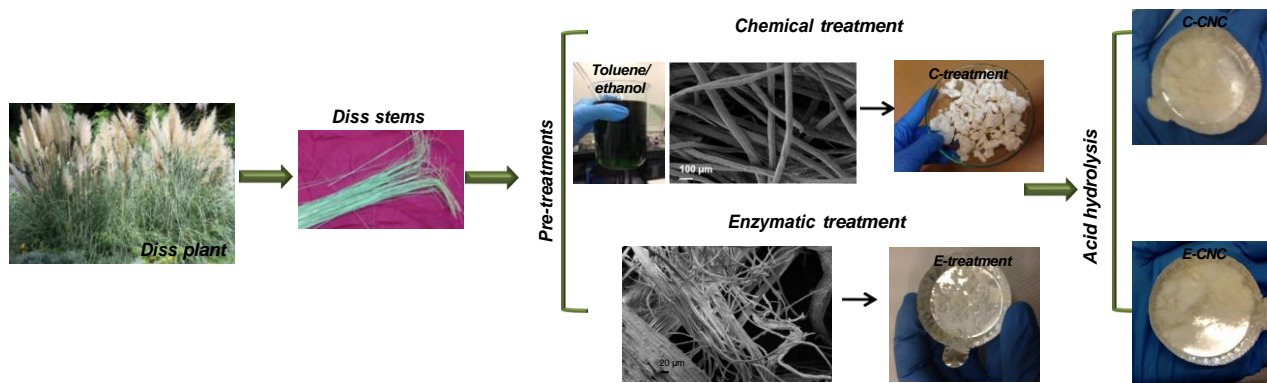 Diss plant
Diss stems
Pre-treatments
Chemical treatment
Toluene/
ethanol
100 µm
C-treatment
Enzymatic treatment
20 µm
E-treatment
Acid hydrolysis
C-CNC
E-CNC